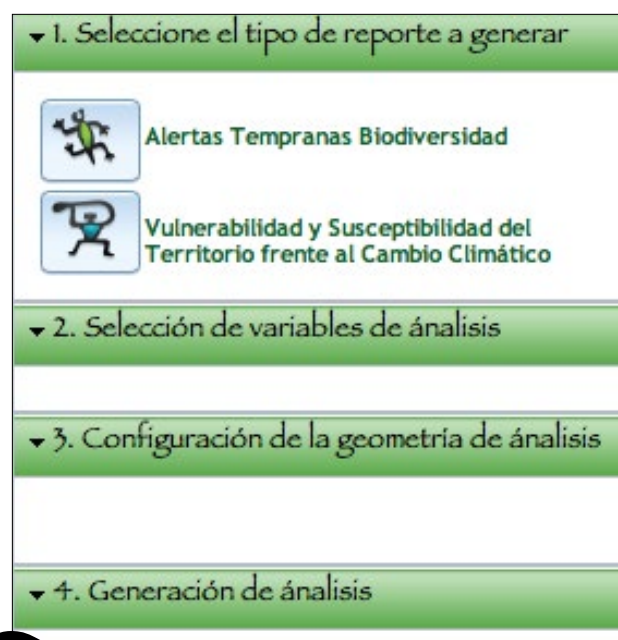 1. Seleccione el tipo de reporte a generar
Alertas Tempranas Biodiversidad
Vulnerabilidad y Susceptibilidad del
Territorio frente al Cambio Climático
2. Selección de variables de ánalisis
3. Configuración de la geometría de ánalisis
4. Generación de ánalisis